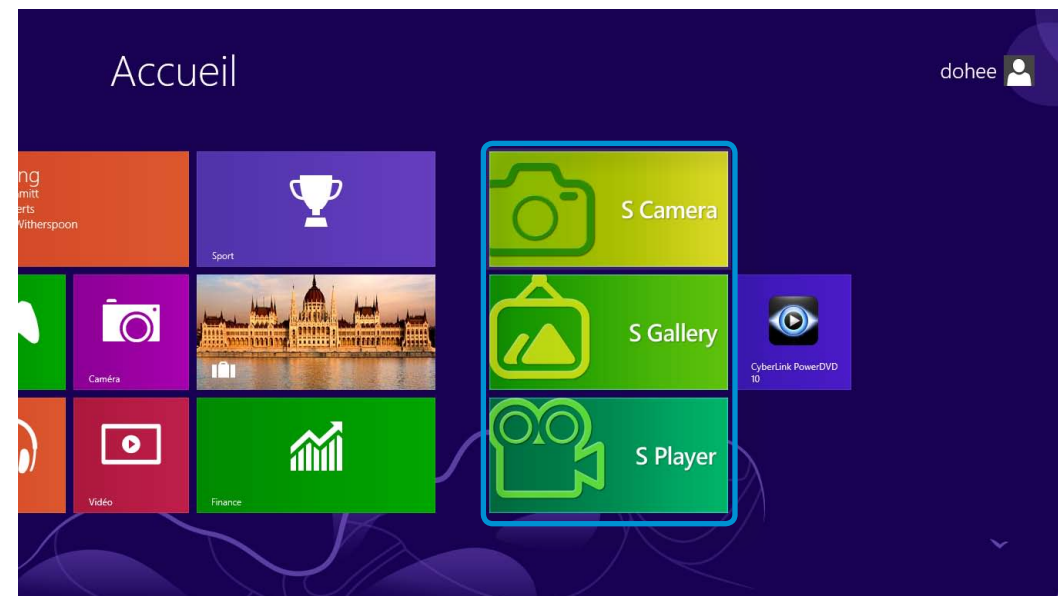 Accueil
dohee
ng
mitt
erts
Witherspoon
Sport
S Camera
Caméra
S Gallery
CyberLink PowerDVD
10
Vidéo
Finance
S Player